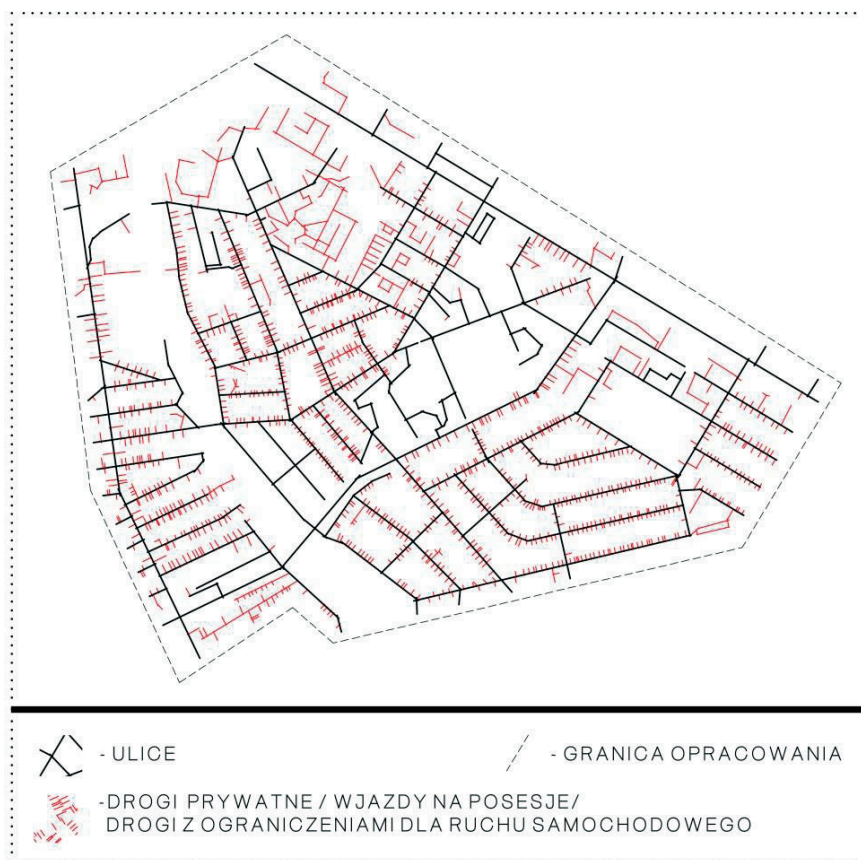 - ULICE
- GRANICA OPRACOWANIA
-DROGI PRYWATNE / WJAZDY NA POSESJE/
DROGI Z OGRANICZENIAMI DLA RUCHU SAMOCHODOWEGO